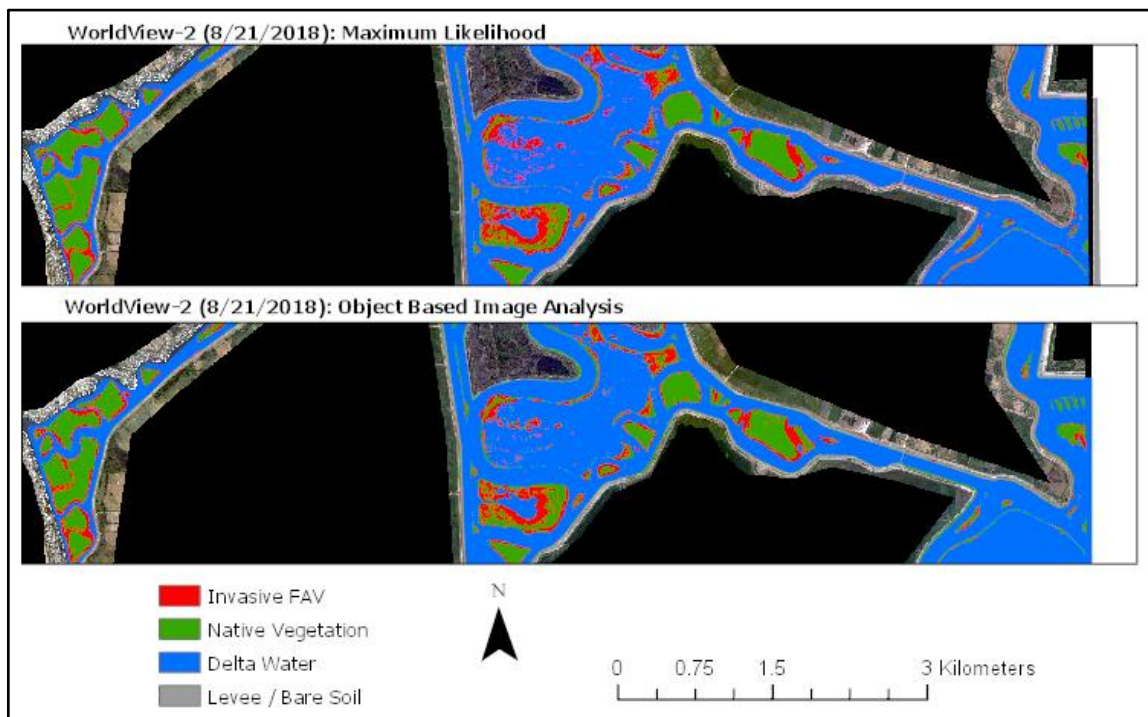 WorldView-2 (8/21/2018): Maximum Likelihood
WorldView-2 (8/21/2018): Object Based Image Analysis
Invasive FAV
Native Vegetation
Delta Water
Levee / Bare Soil
N
0 0.75 1.5 3 Kilometers